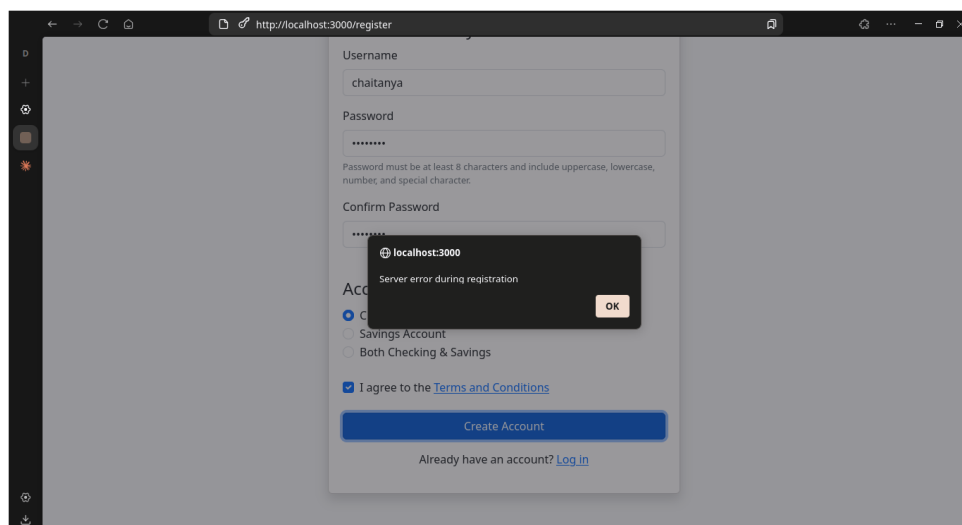 http://localhost:3000/register
D
Username
chaitanya
Password
••••••••
Password must be at least 8 characters and include uppercase, lowercase,
number, and special character.
Confirm Password
••••••••
localhost:3000
Server error during registration
OK
Acc
C
Savings Account
Both Checking & Savings
I agree to the Terms and Conditions
Create Account
Already have an account? Log in